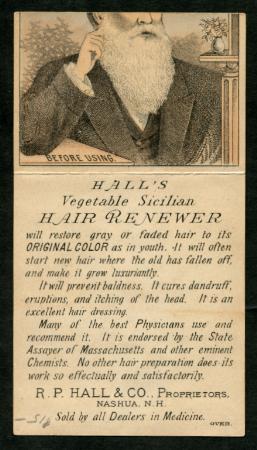 BEFORE USING.
HALL'S
Vegetable Sicilian
HAIR RENEWER
will restore gray or faded hair to its
ORIGINAL COLOR as in youth. It will often
start new hair where the old has fallen off,
and make it grow luxuriantly.
It will prevent baldness. It cures dandruff,
eruptions, and itching of the head. It is an
excellent hair dressing.
Many of the best Physicians use and
recommend it. It is endorsed by the State
Assayer of Massachusetts and other eminent
Chemists. No other hair preparation does its
work so effectually and satisfactorily.
R. P. HALL & CO., PROPRIETORS,
NASHUA, N.H.
Sold by all Dealers in Medicine.
OVER.